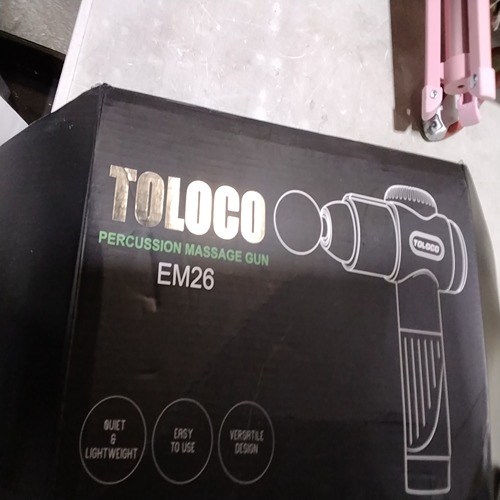 TOLOCO
PERCUSSION MASSAGE GUN
EM26
TOLOCO
QUIET
&
LIGHTWEIGHT
EASY
TO USE
VERSATILE
DESIGN